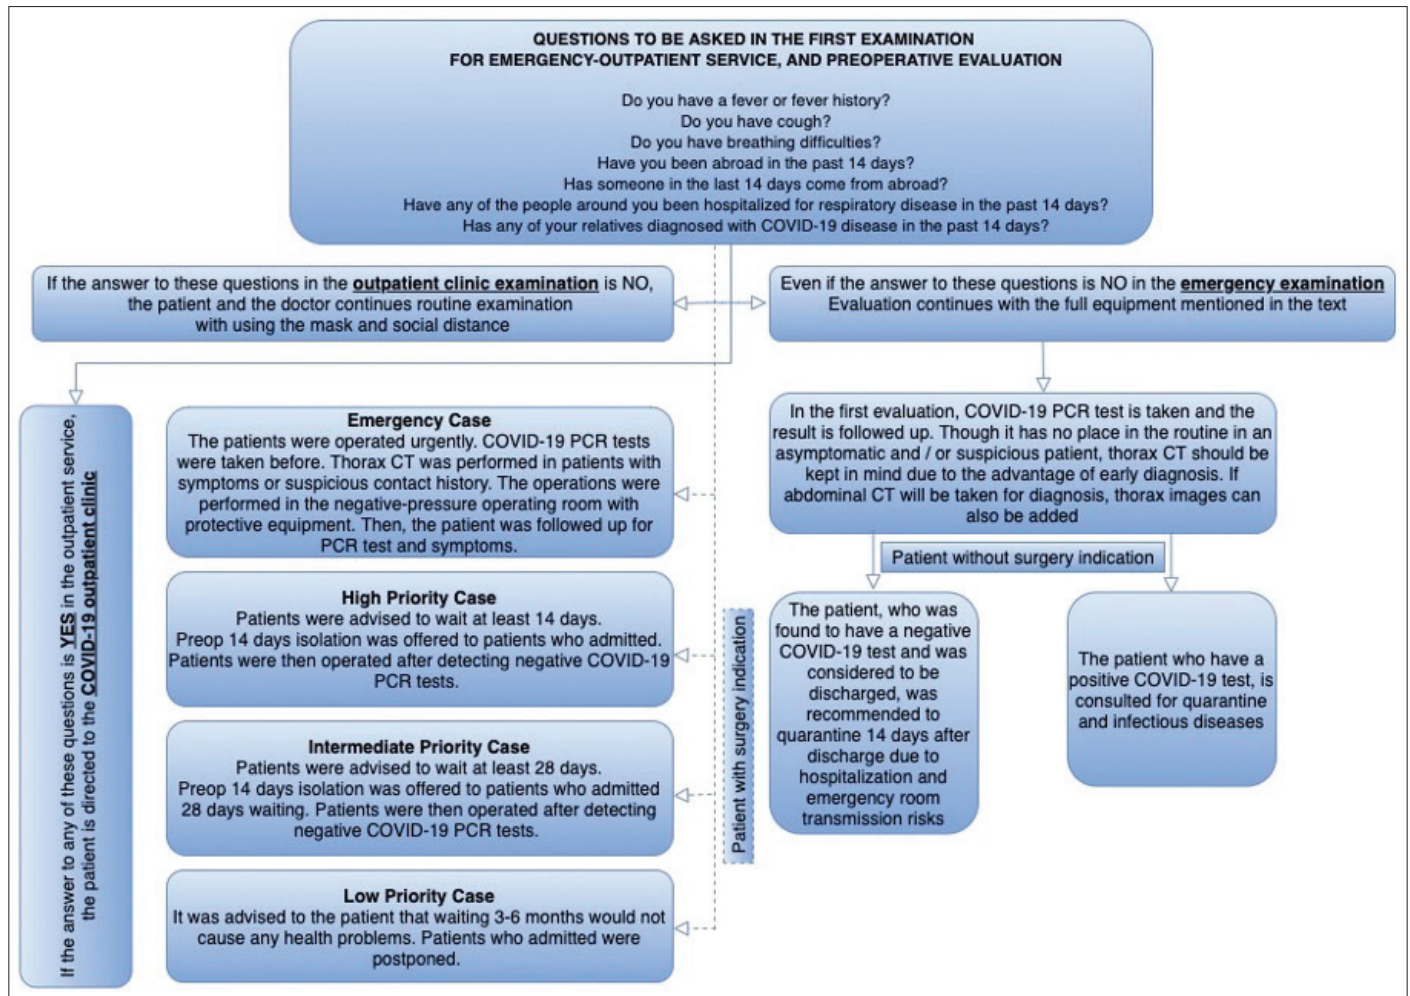 QUESTIONS TO BE ASKED IN THE FIRST EXAMINATION
FOR EMERGENCY-OUTPATIENT SERVICE, AND PREOPERATIVE EVALUATION
Do you have a fever or fever history?
Do you have cough?
Do you have breathing difficulties?
Have you been abroad in the past 14 days?
Has someone in the last 14 days come from abroad?
Have any of the people around you been hospitalized for respiratory disease in the past 14 days?
Has any of your relatives diagnosed with COVID-19 disease in the past 14 days?
If the answer to these questions in the outpatient clinic examination is NO,
the patient and the doctor continues routine examination
with using the mask and social distance
Even if the answer to these questions is NO in the emergency examination
Evaluation continues with the full equipment mentioned in the text
If the answer to any of these questions is YES in the outpatient service,
the patient is directed to the COVID-19 outpatient clinic
Emergency Case
The patients were operated urgently. COVID-19 PCR tests
were taken before. Thorax CT was performed in patients with
symptoms or suspicious contact history. The operations were
performed in the negative-pressure operating room with
protective equipment. Then, the patient was followed up for
PCR test and symptoms.
High Priority Case
Patients were advised to wait at least 14 days.
Preop 14 days isolation was offered to patients who admitted.
Patients were then operated after detecting negative COVID-19
PCR tests.
Intermediate Priority Case
Patients were advised to wait at least 28 days.
Preop 14 days isolation was offered to patients who admitted
28 days waiting. Patients were then operated after detecting
negative COVID-19 PCR tests.
Low Priority Case
It was advised to the patient that waiting 3-6 months would not
cause any health problems. Patients who admitted were
postponed.
Patient with surgery indication
In the first evaluation, COVID-19 PCR test is taken and the
result is followed up. Though it has no place in the routine in an
asymptomatic and / or suspicious patient, thorax CT should be
kept in mind due to the advantage of early diagnosis. If
abdominal CT will be taken for diagnosis, thorax images can
also be added
Patient without surgery indication
The patient, who was
found to have a negative
COVID-19 test and was
considered to be
discharged, was
recommended to
quarantine 14 days after
discharge due to
hospitalization and
emergency room
transmission risks
The patient who have a
positive COVID-19 test, is
consulted for quarantine
and infectious diseases